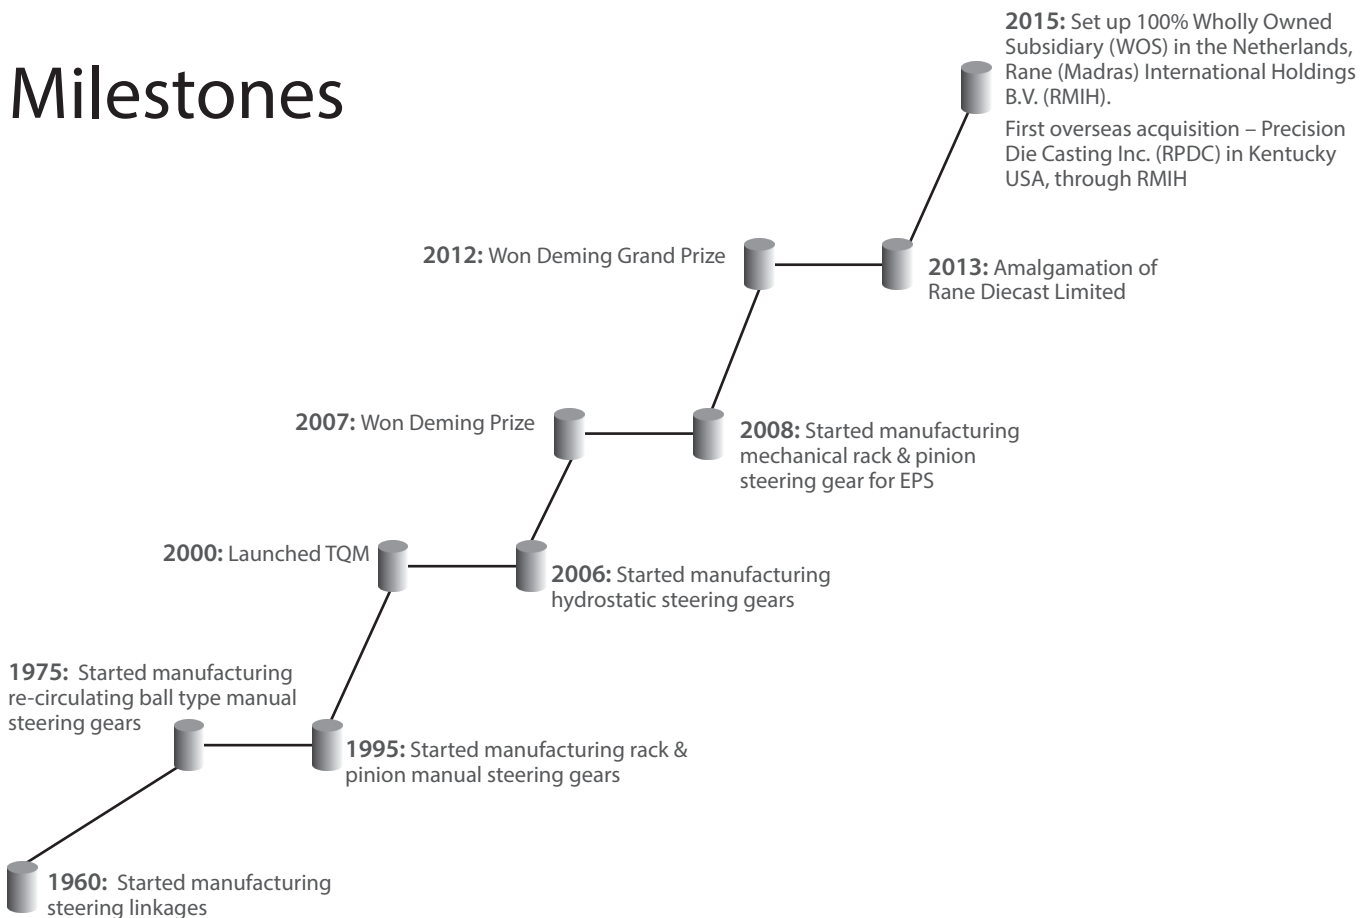 Milestones
2015: Set up 100% Wholly Owned
Subsidiary (WOS) in the Netherlands,
Rane (Madras) International Holdings
B.V. (RMIH).
First overseas acquisition – Precision
Die Casting Inc. (RPDC) in Kentucky
USA, through RMIH
2012: Won Deming Grand Prize
2013: Amalgamation of
Rane Diecast Limited
2007: Won Deming Prize
2008: Started manufacturing
mechanical rack & pinion
steering gear for EPS
2000: Launched TQM
2006: Started manufacturing
hydrostatic steering gears
1975: Started manufacturing
re-circulating ball type manual
steering gears
1995: Started manufacturing rack &
pinion manual steering gears
1960: Started manufacturing
steering linkages